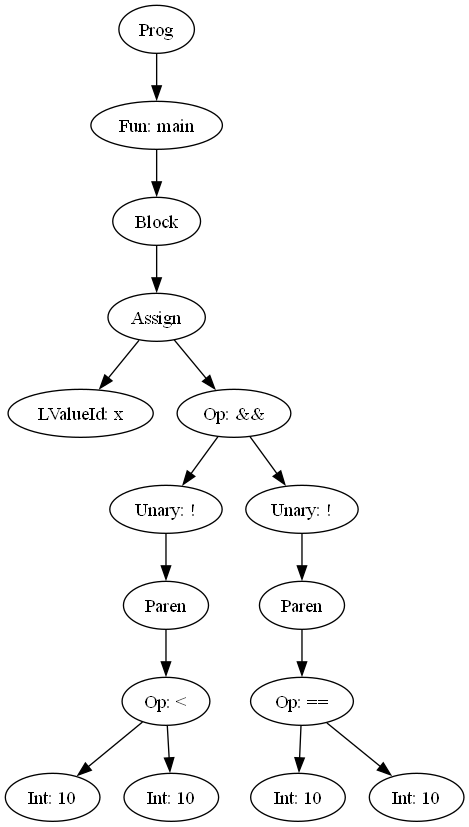 Prog
Fun: main
Block
Assign
LValueId: x
Op: &&
Unary: !
Unary: !
Paren
Paren
Op: <
Op: ==
Int: 10
Int: 10
Int: 10
Int: 10